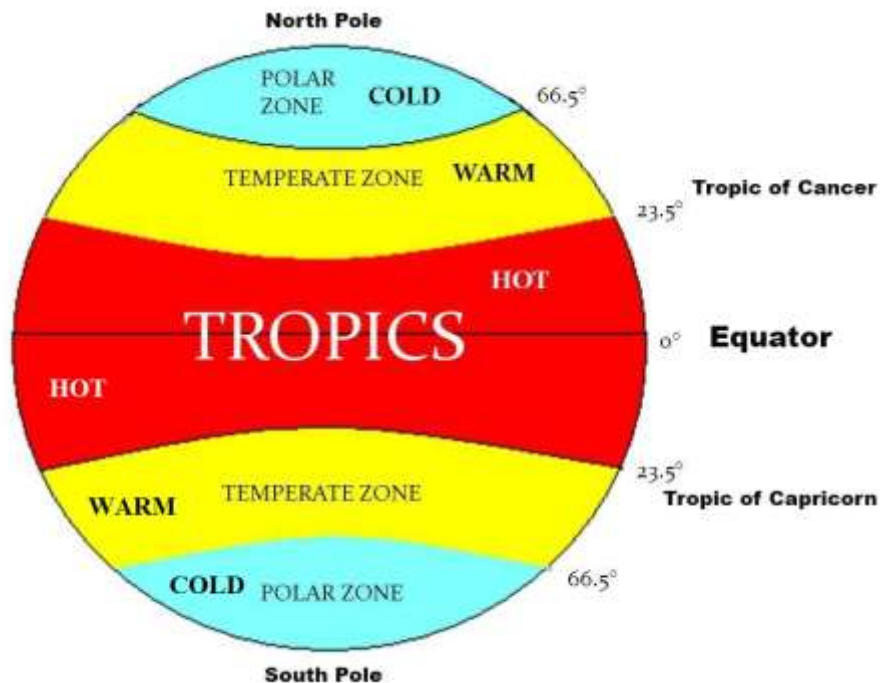 North Pole
POLAR
ZONE
COLD
66.5°
TEMPERATE ZONE
WARM
Tropic of Cancer
23.5°
HOT
TROPICS
0°
Equator
HOT
23.5°
Tropic of Capricorn
WARM
TEMPERATE ZONE
66.5°
COLD
POLAR ZONE
South Pole